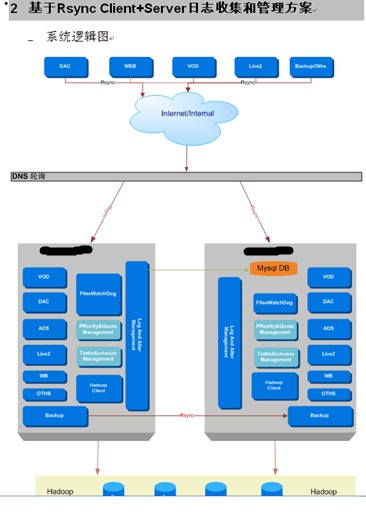 2 基于Rsync Client+Server日志收集和管理方案
系统逻辑图
DAC
WEB
VOD
Live2
Backup/Oths
Rsync
Rsync
Internet/Internal
DNS 轮询
Rsync
Rsync
VOD
DAC
ADS
Live2
WB
OTHS
Backup
FilesWatchDog
PRiority&Quota
Management
Tasks&schedule
Management
Hadoop
Client
Log And Alter
Management
Rsync
Mysql DB
Log And Alter
Management
FilesWatchDog
PRiority&Quota
Management
Tasks&schedule
Management
Hadoop
Client
VOD
DAC
ADS
Live2
WB
OTHS
Backup
Hadoop
Hadoop